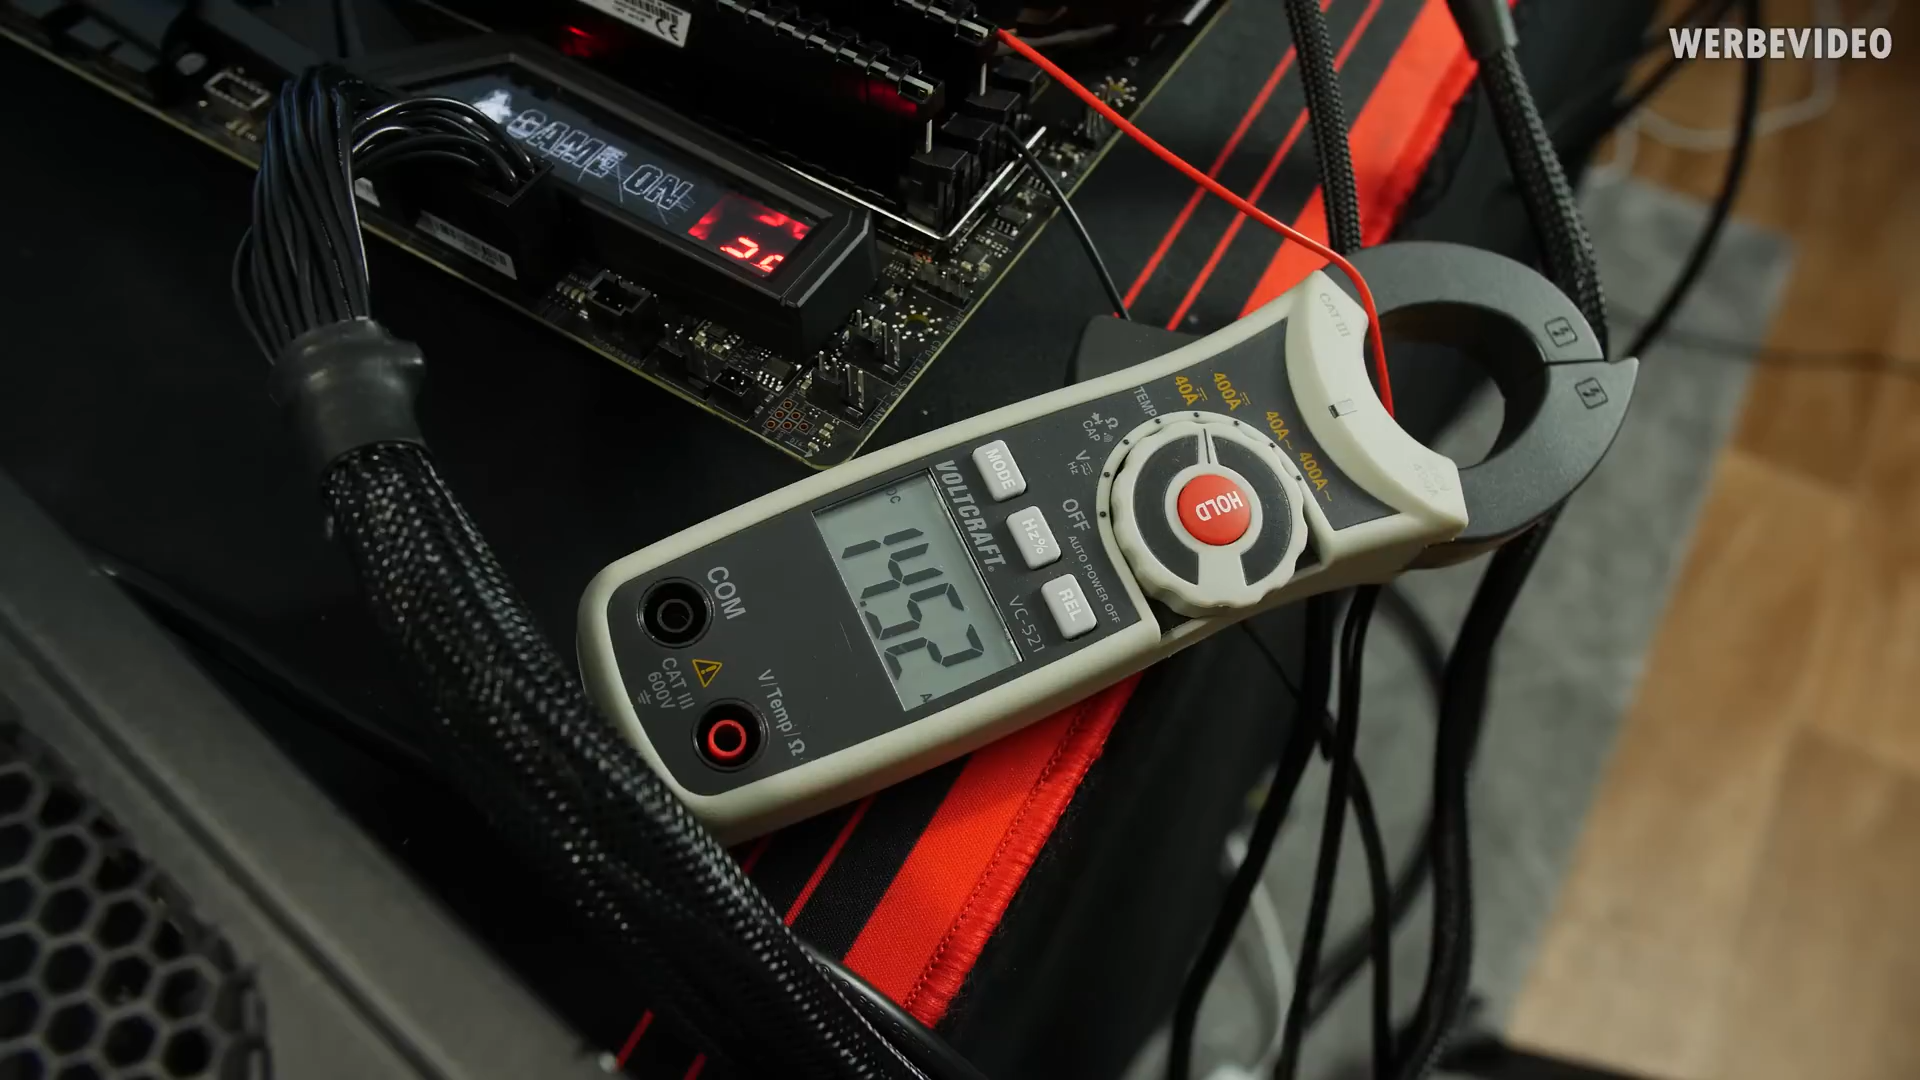 WERBEVIDEO
GAME ON
CAT III
TEMP
40A
400A
40A~
400A~
Ω
CAP
V
Hz
OFF
HOLD
MODE
Hz%
REL
AUTO POWER OFF
VOLTCRAFT®
VC-521
DC
14.52
A
COM
CAT III
600V
V/Temp/Ω